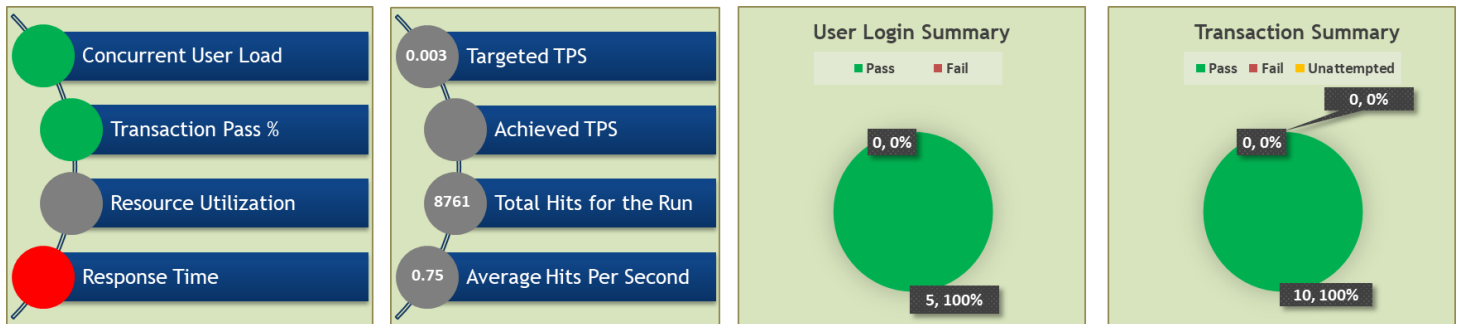 Concurrent User Load
Transaction Pass %
Resource Utilization
Response Time
0.003 Targeted TPS
Achieved TPS
8761 Total Hits for the Run
0.75 Average Hits Per Second
User Login Summary
Pass Fail
0, 0%
5, 100%
Transaction Summary
Pass Fail Unattempted
0, 0%
0, 0%
10, 100%